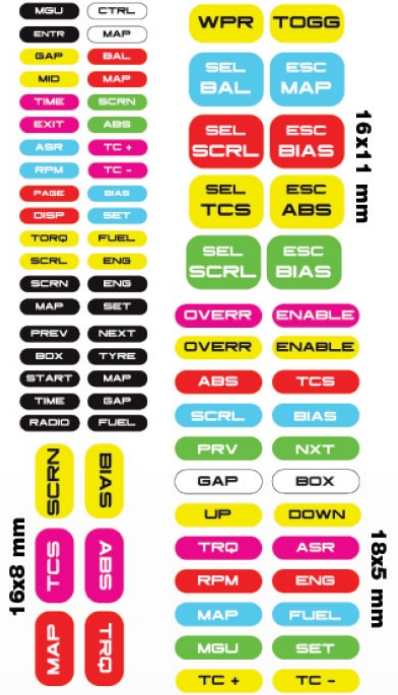 MGU CTRL
ENTR MAP
GAP BAL
MID MAP
TIME SCRN
EXIT ABS
ASR TC +
RPM TC -
PAGE BIAS
DISP SET
TORQ FUEL
SCRL ENG
SCRN ENG
MAP SET
PREV NEXT
BOX TYRE
START MAP
TIME GAP
RADIO FUEL
SCRN BIAS
TCS ABS
MAP TRQ
16x8 mm
WPR TOGG
SEL ESC
BAL MAP
SEL ESC
SCRL BIAS
SEL ESC
TCS ABS
SEL ESC
SCRL BIAS
16x11 mm
OVERR ENABLE
OVERR ENABLE
ABS TCS
SCRL BIAS
PRV NXT
GAP BOX
UP DOWN
TRQ ASR
RPM ENG
MAP FUEL
MGU SET
TC + TC -
18x5 mm